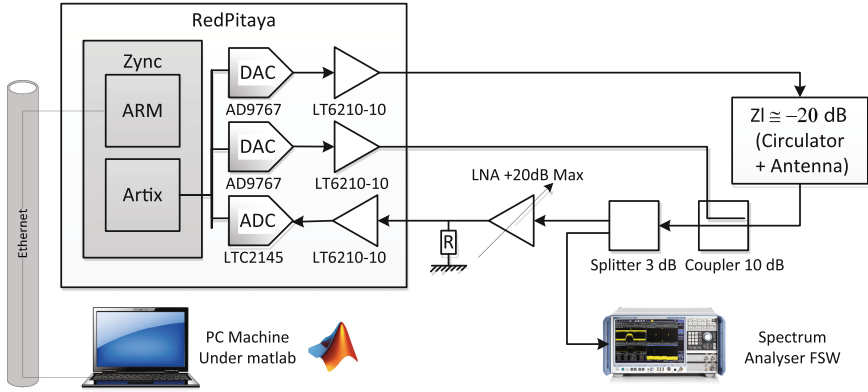 RedPitaya
Zync
ARM
Artix
DAC
AD9767
LT6210-10
DAC
AD9767
LT6210-10
ADC
LTC2145
LT6210-10
LNA +20dB Max
R
Zl ≅ −20 dB
(Circulator
+ Antenna)
Splitter 3 dB
Coupler 10 dB
Ethernet
PC Machine
Under matlab
Spectrum
Analyser FSW